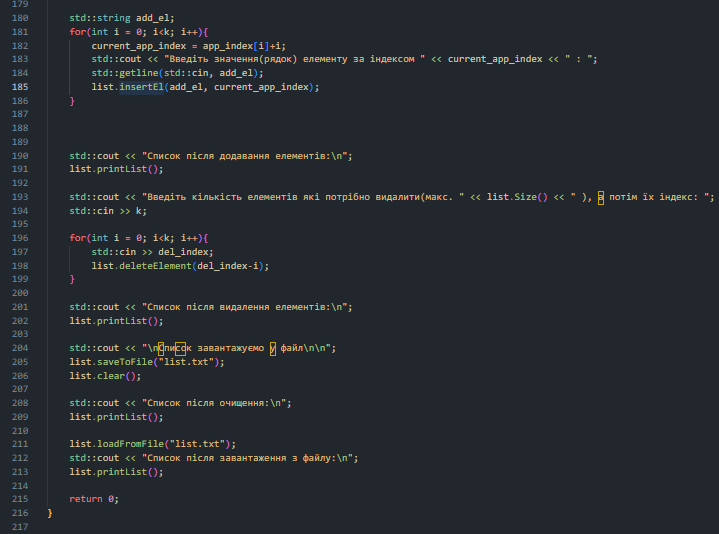 179
180 std::string add_el;
181 for(int i = 0; i<k; i++){
182 current_app_index = app_index[i]+i;
183 std::cout << "Введіть значення(рядок) елементу за індексом " << current_app_index << " : ";
184 std::getline(std::cin, add_el);
185 list.insertEl(add_el, current_app_index);
186 }
187
188
189
190 std::cout << "Список після додавання елементів:\n";
191 list.printList();
192
193 std::cout << "Введіть кількість елементів які потрібно видалити(макс. " << list.Size() << " ), а потім їх індекс: ";
194 std::cin >> k;
195
196 for(int i = 0; i<k; i++){
197 std::cin >> del_index;
198 list.deleteElement(del_index-i);
199 }
200
201 std::cout << "Список після видалення елементів:\n";
202 list.printList();
203
204 std::cout << "\nСписок завантажуємо у файл\n\n";
205 list.saveToFile("list.txt");
206 list.clear();
207
208 std::cout << "Список після очищення:\n";
209 list.printList();
210
211 list.loadFromFile("list.txt");
212 std::cout << "Список після завантаження з файлу:\n";
213 list.printList();
214
215 return 0;
216 }
217